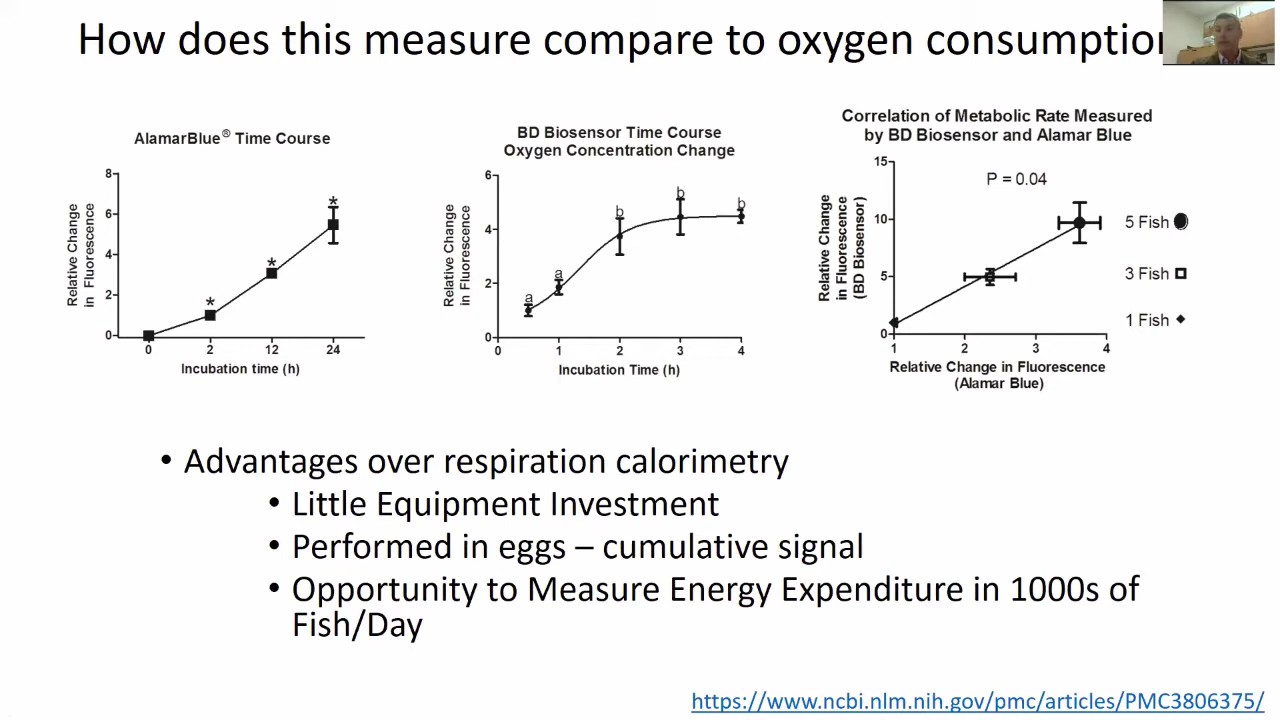 How does this measure compare to oxygen consumption
AlamarBlue® Time Course
Relative Change
in Fluorescence
8
6
4
2
0
*
*
*
0 2 12 24
Incubation time (h)
BD Biosensor Time Course
Oxygen Concentration Change
Relative Change
in Fluorescence
6
4
2
0
a
a
b
b
b
0 1 2 3 4
Incubation Time (h)
Correlation of Metabolic Rate Measured
by BD Biosensor and Alamar Blue
Relative Change
in Fluorescence
(BD Biosensor)
15
10
5
0
P = 0.04
1 2 3 4
Relative Change in Fluorescence
(Alamar Blue)
5 Fish
3 Fish
1 Fish
• Advantages over respiration calorimetry
• Little Equipment Investment
• Performed in eggs – cumulative signal
• Opportunity to Measure Energy Expenditure in 1000s of
Fish/Day
https://www.ncbi.nlm.nih.gov/pmc/articles/PMC3806375/